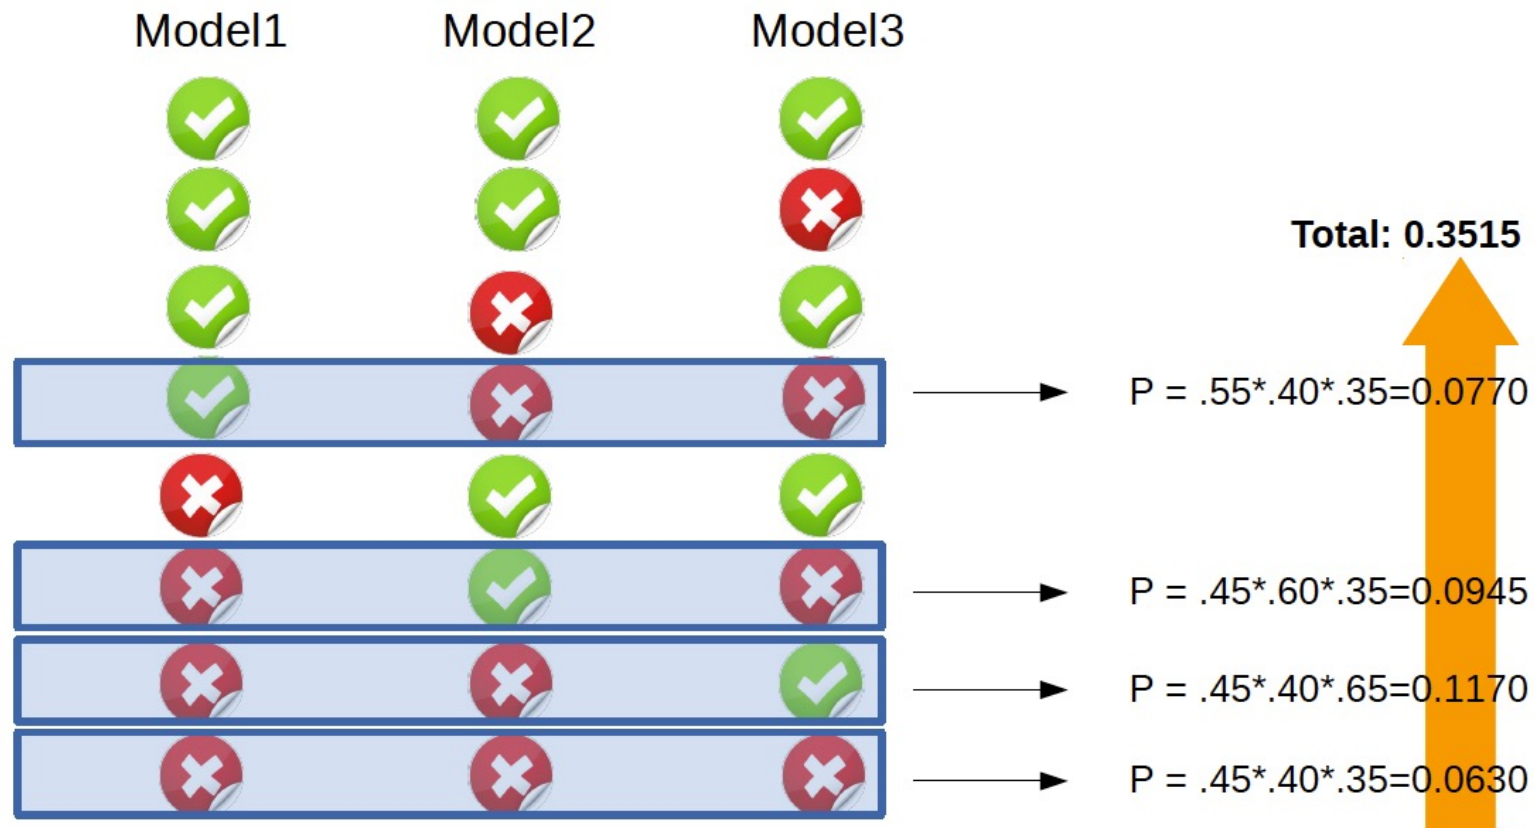 Model1 Model2 Model3
Total: 0.3515
P = .55*.40*.35=0.0770
P = .45*.60*.35=0.0945
P = .45*.40*.65=0.1170
P = .45*.40*.35=0.0630